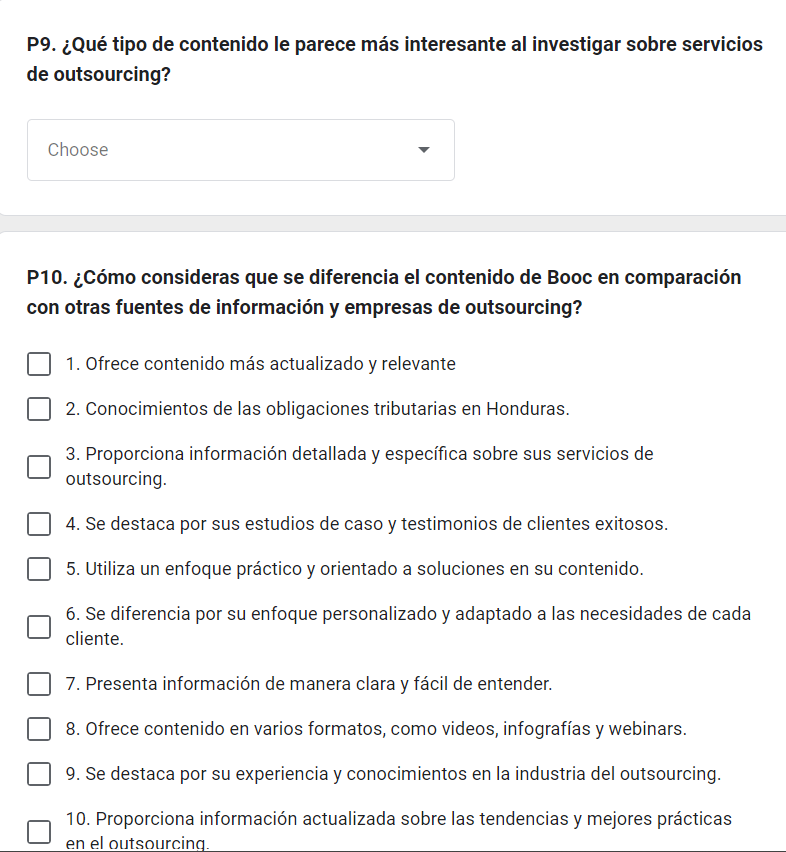 P9. ¿Qué tipo de contenido le parece más interesante al investigar sobre servicios
de outsourcing?
Choose
P10. ¿Cómo consideras que se diferencia el contenido de Booc en comparación
con otras fuentes de información y empresas de outsourcing?
1. Ofrece contenido más actualizado y relevante
2. Conocimientos de las obligaciones tributarias en Honduras.
3. Proporciona información detallada y específica sobre sus servicios de
outsourcing.
4. Se destaca por sus estudios de caso y testimonios de clientes exitosos.
5. Utiliza un enfoque práctico y orientado a soluciones en su contenido.
6. Se diferencia por su enfoque personalizado y adaptado a las necesidades de cada
cliente.
7. Presenta información de manera clara y fácil de entender.
8. Ofrece contenido en varios formatos, como videos, infografías y webinars.
9. Se destaca por su experiencia y conocimientos en la industria del outsourcing.
10. Proporciona información actualizada sobre las tendencias y mejores prácticas
en el outsourcing.